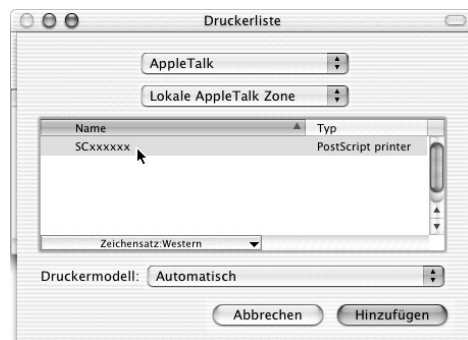 Druckerliste
AppleTalk
Lokale AppleTalk Zone
Name Typ
SCxxxxxx PostScript printer
Zeichensatz:Western
Druckermodell: Automatisch
Abbrechen Hinzufügen